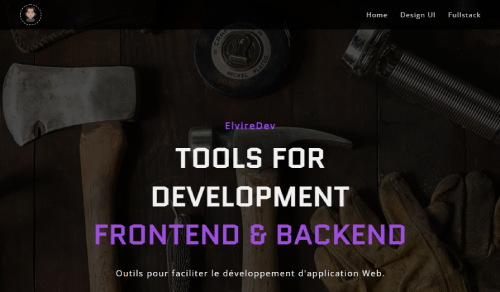 Home Design UI Fullstack
ElvireDev
TOOLS FOR
DEVELOPMENT
FRONTEND & BACKEND
Outils pour faciliter le développement d'application Web.